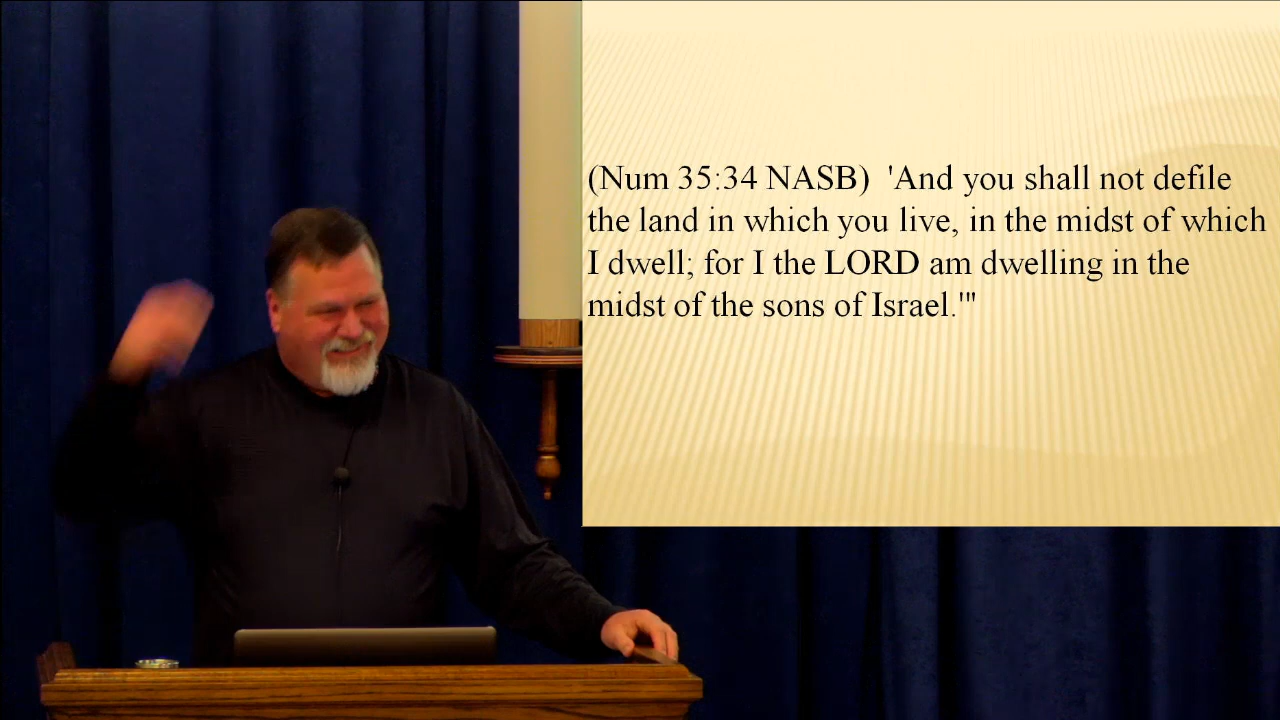 (Num 35:34 NASB)  'And you shall not defile
the land in which you live, in the midst of which
I dwell; for I the LORD am dwelling in the
midst of the sons of Israel.'"